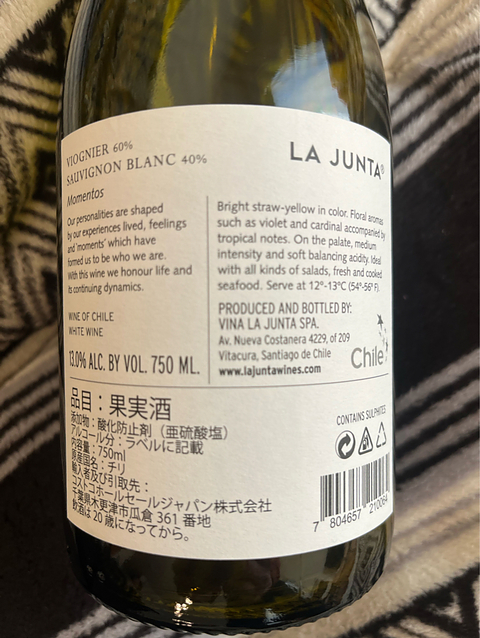 VIOGNIER 60%
SAUVIGNON BLANC 40%
Momentos
Our personalities are shaped
by our experiences lived, feelings
and 'moments' which have
formed us to be who we are.
With this wine we honour life and
its continuing dynamics.
WINE OF CHILE
WHITE WINE
13.0% ALC. BY VOL. 750 ML.
LA JUNTA®
Bright straw-yellow in color. Floral aromas
such as violet and cardinal accompanied by
tropical notes. On the palate, medium
intensity and soft balancing acidity. Ideal
with all kinds of salads, fresh and cooked
seafood. Serve at 12°-13°C (54°-56° F).
PRODUCED AND BOTTLED BY:
VINA LA JUNTA SPA.
Av. Nueva Costanera 4229, of 209
Vitacura, Santiago de Chile
www.lajuntawines.com
Chile
品目：果実酒
添加物：酸化防止剤（亜硫酸塩）
アルコール分：ラベルに記載
内容量：750ml
原産国名：チリ
輸入者及び引取先：
コストコホールセールジャパン株式会社
千葉県木更津市瓜倉 361 番地
飲酒は 20 歳になってから。
CONTAINS SULPHITES
7 804657 210064